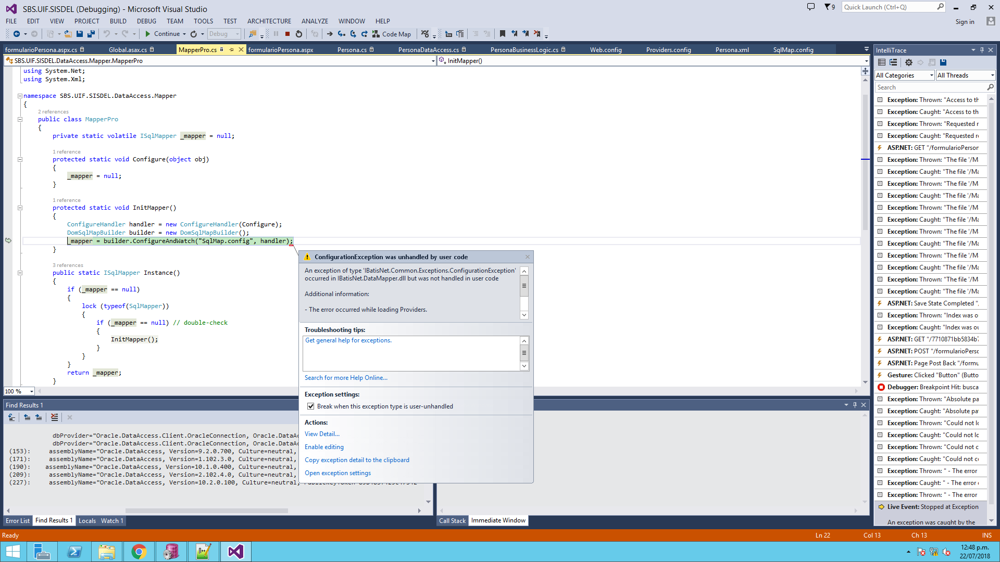 SBS.UIF.SISDEL (Debugging) - Microsoft Visual Studio
9
Quick Launch (Ctrl+Q)
FILE EDIT VIEW PROJECT BUILD DEBUG TEAM TOOLS TEST ARCHITECTURE ANALYZE WINDOW HELP
Sign in
Continue Debug Code Map
formularioPersona.aspx.cs Global.asax.cs MapperPro.cs formularioPersona.aspx Persona.cs PersonaDataAccess.cs PersonaBusinessLogic.cs Web.config Providers.config Persona.xml SqlMap.config
SBS.UIF.SISDEL.DataAccess.Mapper.MapperPro
InitMapper()
using System.Net;
using System.Xml;
namespace SBS.UIF.SISDEL.DataAccess.Mapper
{
2 references
public class MapperPro
{
private static volatile ISqlMapper _mapper = null;
1 reference
protected static void Configure(object obj)
{
_mapper = null;
}
1 reference
protected static void InitMapper()
{
ConfigureHandler handler = new ConfigureHandler(Configure);
DomSqlMapBuilder builder = new DomSqlMapBuilder();
_mapper = builder.ConfigureAndWatch("SqlMap.config", handler);
}
3 references
public static ISqlMapper Instance()
{
if (_mapper == null)
{
lock (typeof(SqlMapper))
{
if (_mapper == null) // double-check
{
InitMapper();
}
}
}
return _mapper;
}
100 %
ConfigurationException was unhandled by user code
An exception of type 'IBatisNet.Common.Exceptions.ConfigurationException'
occurred in IBatisNet.DataMapper.dll but was not handled in user code
Additional information:
- The error occurred while loading Providers.
Troubleshooting tips:
Get general help for exceptions.
Search for more Help Online...
Exception settings:
Break when this exception type is user-unhandled
Actions:
View Detail...
Enable editing
Copy exception detail to the clipboard
Open exception settings
Find Results 1
dbProvider="Oracle.DataAccess.Client.OracleConnection, Oracle.DataAc
dbProvider="Oracle.DataAccess.Client.OracleConnection, Oracle.DataAc
(153): assemblyName="Oracle.DataAccess, Version=9.2.0.700, Culture=neutral,
(171): assemblyName="Oracle.DataAccess, Version=1.102.3.0, Culture=neutral,
(190): assemblyName="Oracle.DataAccess, Version=10.1.0.400, Culture=neutral,
(209): assemblyName="Oracle.DataAccess, Version=2.102.4.0, Culture=neutral,
(227): assemblyName="Oracle.DataAccess, Version=10.2.0.100, Culture=neutral,
Error List Find Results 1 Locals Watch 1
Call Stack Immediate Window
IntelliTrace
All Categories All Threads
Search
Exception: Thrown: "Access to th
Exception: Caught: "Access to th
Exception: Thrown: "Requested r
Exception: Caught: "Requested re
ASP.NET: GET "/formularioPerson
Exception: Thrown: "The file '/Ma
Exception: Caught: "The file '/Ma
Exception: Thrown: "The file '/Ma
Exception: Caught: "The file '/Ma
Exception: Thrown: "The file '/Ma
Exception: Caught: "The file '/Ma
Exception: Thrown: "The file '/Ma
Exception: Caught: "The file '/Ma
Exception: Thrown: "The file '/Ma
Exception: Caught: "The file '/Ma
Exception: Thrown: "The file '/Ma
Exception: Caught: "The file '/Ma
ASP.NET: Save State Completed ",
Exception: Thrown: "Index was o
Exception: Caught: "Index was ou
ASP.NET: GET "/7710871bb5834b7
ASP.NET: POST "/formularioPerso
ASP.NET: Page Post Back "/formu
Gesture: Clicked "Button" (Butto
Debugger: Breakpoint Hit: busca
Exception: Thrown: "Absolute pa
Exception: Caught: "Absolute pa
Exception: Thrown: "Could not lo
Exception: Caught: "Could not lo
Exception: Thrown: "Could not c
Exception: Caught: "Could not co
Exception: Thrown: " - The error
Exception: Caught: " - The error
Exception: Thrown: " - The error
Live Event: Stopped at Exception
An exception was caught by the
Ready
Ln 22 Col 13 Ch 13 INS
12:48 p.m.
22/07/2018